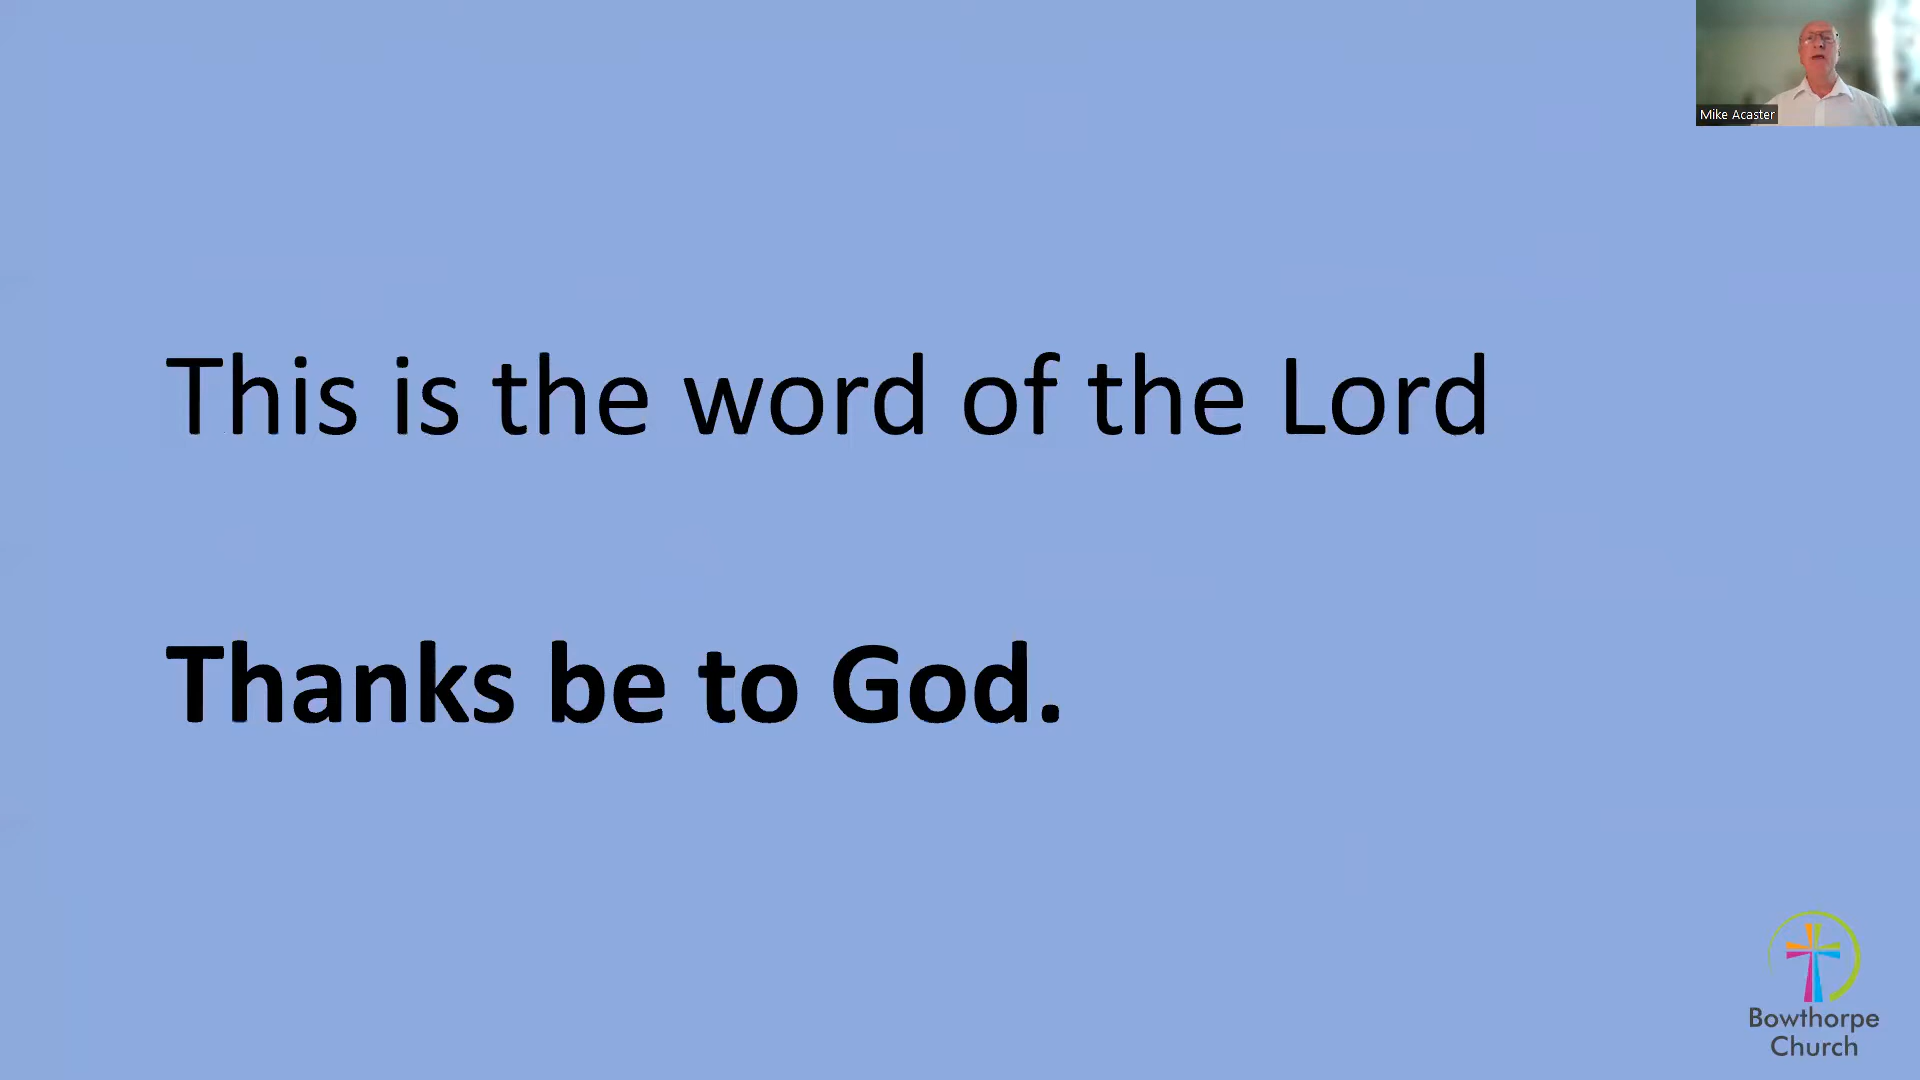 Mike Acaster
This is the word of the Lord
Thanks be to God.
Bowthorpe
Church